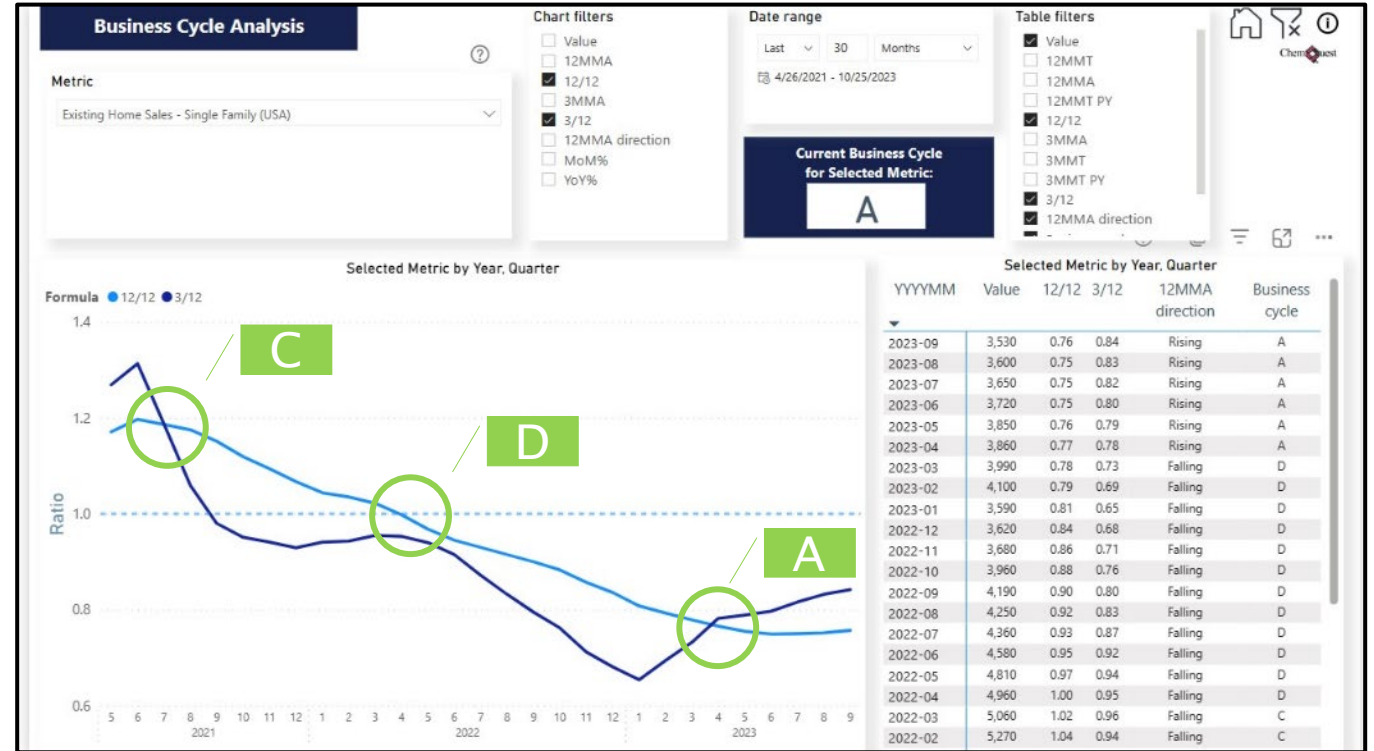 Business Cycle Analysis
Metric
Existing Home Sales - Single Family (USA)
Chart filters
Value
12MMA
12/12
3MMA
3/12
12MMA direction
MoM%
YoY%
Date range
Last 30 Months
4/26/2021 - 10/25/2023
Current Business Cycle
for Selected Metric:
A
Table filters
Value
12MMT
12MMA
12MMT PY
12/12
3MMA
3MMT
3MMT PY
3/12
12MMA direction
ChemQuest
Selected Metric by Year, Quarter
Formula 12/12 3/12
1.4
1.2
1.0
0.8
0.6
Ratio
C
D
A
5 6 7 8 9 10 11 12 1 2 3 4 5 6 7 8 9 10 11 12 1 2 3 4 5 6 7 8 9
2021 2022 2023
Selected Metric by Year, Quarter
YYYYMM Value 12/12 3/12 12MMA direction Business cycle
2023-09 3,530 0.76 0.84 Rising A
2023-08 3,600 0.75 0.83 Rising A
2023-07 3,650 0.75 0.82 Rising A
2023-06 3,720 0.75 0.80 Rising A
2023-05 3,850 0.76 0.79 Rising A
2023-04 3,860 0.77 0.78 Rising A
2023-03 3,990 0.78 0.73 Falling D
2023-02 4,100 0.79 0.69 Falling D
2023-01 3,590 0.81 0.65 Falling D
2022-12 3,620 0.84 0.68 Falling D
2022-11 3,680 0.86 0.71 Falling D
2022-10 3,960 0.88 0.76 Falling D
2022-09 4,190 0.90 0.80 Falling D
2022-08 4,250 0.92 0.83 Falling D
2022-07 4,360 0.93 0.87 Falling D
2022-06 4,580 0.95 0.92 Falling D
2022-05 4,810 0.97 0.94 Falling D
2022-04 4,960 1.00 0.95 Falling D
2022-03 5,060 1.02 0.96 Falling C
2022-02 5,270 1.04 0.94 Falling C